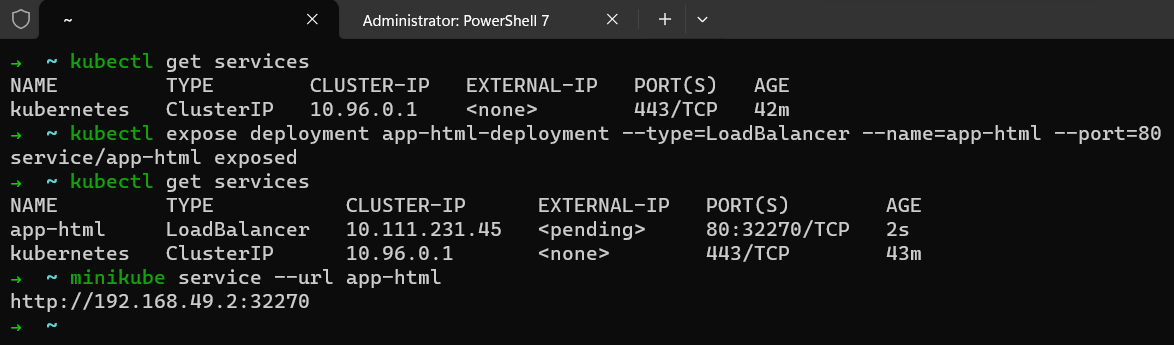 ~ Administrator: PowerShell 7
→ ~ kubectl get services
NAME TYPE CLUSTER-IP EXTERNAL-IP PORT(S) AGE
kubernetes ClusterIP 10.96.0.1 <none> 443/TCP 42m
→ ~ kubectl expose deployment app-html-deployment --type=LoadBalancer --name=app-html --port=80
service/app-html exposed
→ ~ kubectl get services
NAME TYPE CLUSTER-IP EXTERNAL-IP PORT(S) AGE
app-html LoadBalancer 10.111.231.45 <pending> 80:32270/TCP 2s
kubernetes ClusterIP 10.96.0.1 <none> 443/TCP 43m
→ ~ minikube service --url app-html
http://192.168.49.2:32270
→ ~